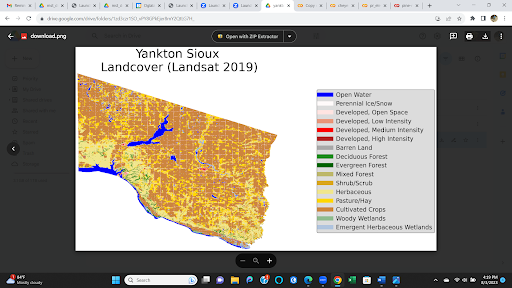 download.png
Open with ZIP Extractor
Yankton Sioux
Landcover (Landsat 2019)
Open Water
Perennial Ice/Snow
Developed, Open Space
Developed, Low Intensity
Developed, Medium Intensity
Developed, High Intensity
Barren Land
Deciduous Forest
Evergreen Forest
Mixed Forest
Shrub/Scrub
Herbaceous
Pasture/Hay
Cultivated Crops
Woody Wetlands
Emergent Herbaceous Wetlands
84°F
Mostly cloudy
Search
4:19 PM
8/3/2023